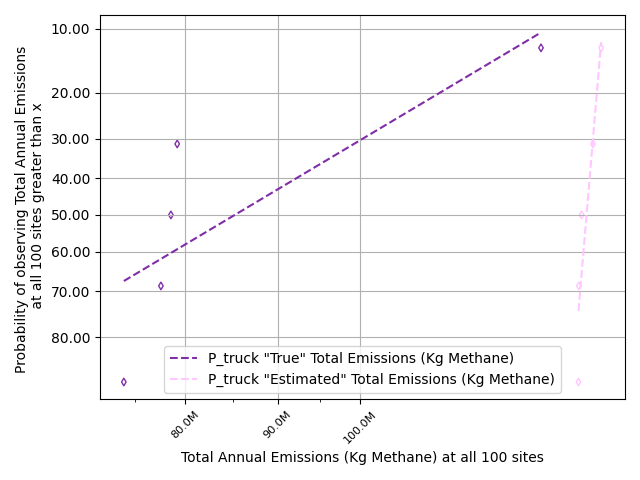 10.00
20.00
30.00
40.00
50.00
60.00
70.00
80.00
Probability of observing Total Annual Emissions
at all 100 sites greater than x
P_truck "True" Total Emissions (Kg Methane)
P_truck "Estimated" Total Emissions (Kg Methane)
80.0M
90.0M
100.0M
Total Annual Emissions (Kg Methane) at all 100 sites